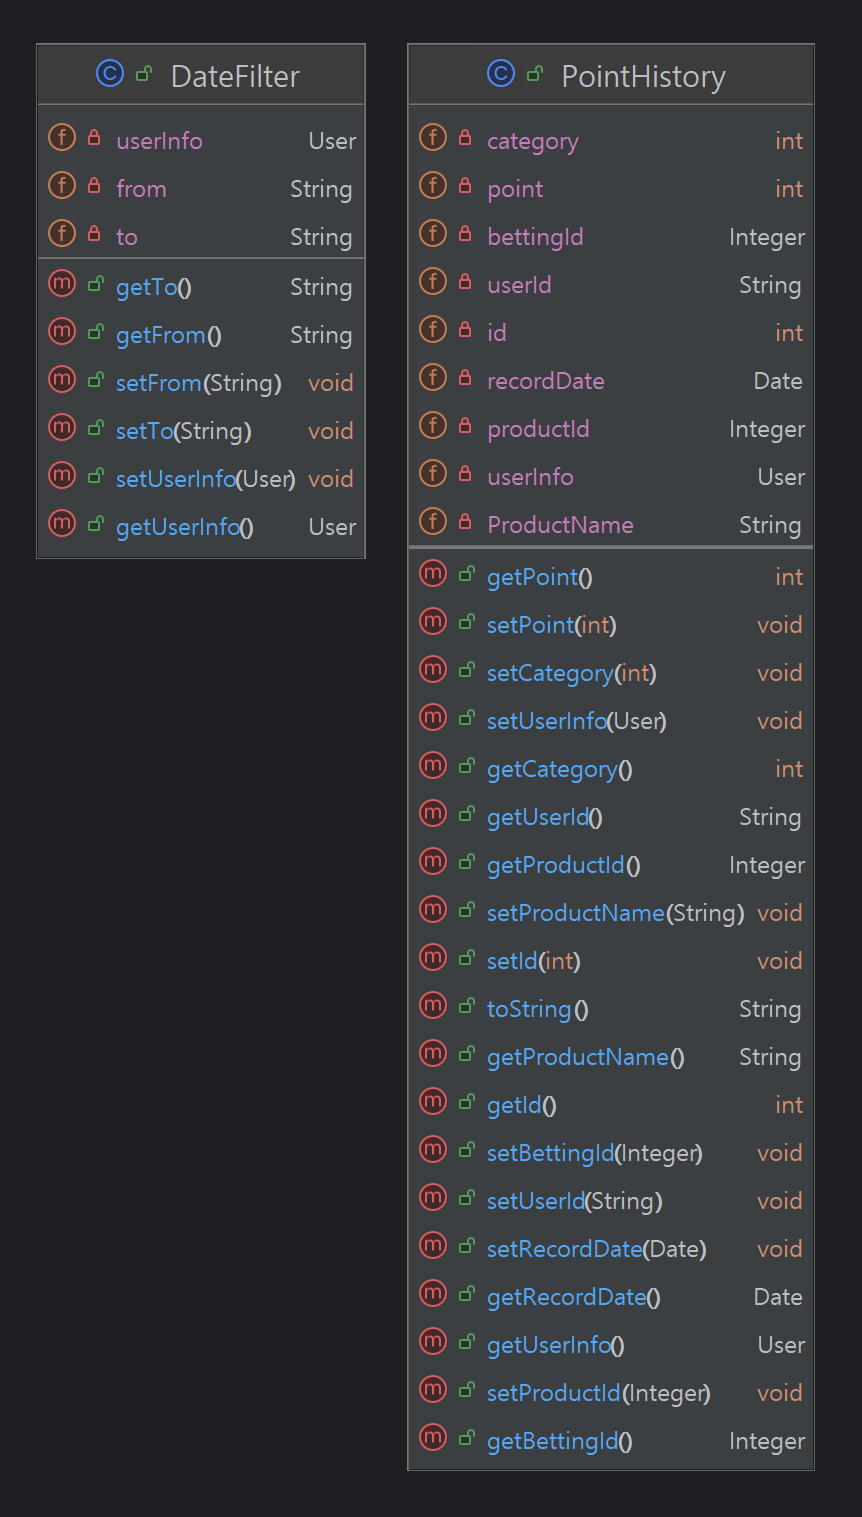 DateFilter
userInfo User
from String
to String
getTo() String
getFrom() String
setFrom(String) void
setTo(String) void
setUserInfo(User) void
getUserInfo() User
PointHistory
category int
point int
bettingId Integer
userId String
id int
recordDate Date
productId Integer
userInfo User
ProductName String
getPoint() int
setPoint(int) void
setCategory(int) void
setUserInfo(User) void
getCategory() int
getUserId() String
getProductId() Integer
setProductName(String) void
setId(int) void
toString() String
getProductName() String
getId() int
setBettingId(Integer) void
setUserId(String) void
setRecordDate(Date) void
getRecordDate() Date
getUserInfo() User
setProductId(Integer) void
getBettingId() Integer